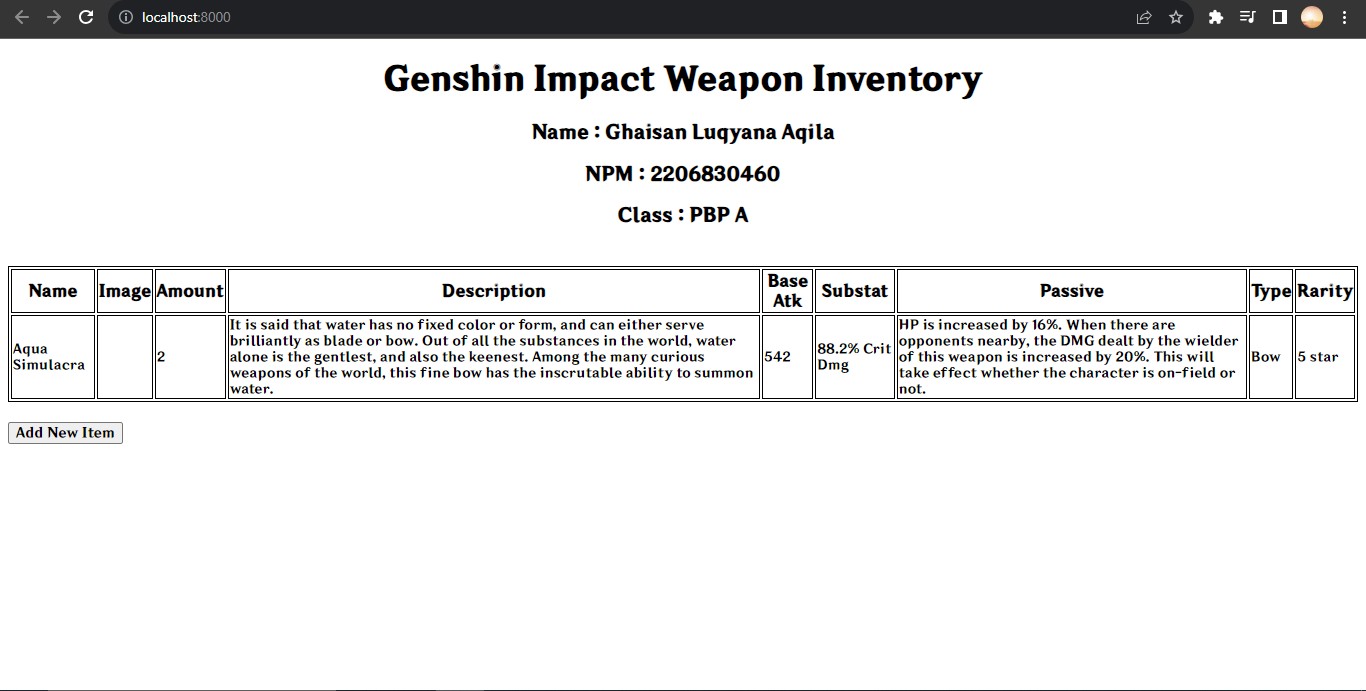 localhost:8000
Genshin Impact Weapon Inventory
Name : Ghaisan Luqyana Aqila
NPM : 2206830460
Class : PBP A
Name Image Amount Description Base Atk Substat Passive Type Rarity
Aqua
Simulacra
2
It is said that water has no fixed color or form, and can either serve
brilliantly as blade or bow. Out of all the substances in the world, water
alone is the gentlest, and also the keenest. Among the many curious
weapons of the world, this fine bow has the inscrutable ability to summon
water.
542
88.2% Crit
Dmg
HP is increased by 16%. When there are
opponents nearby, the DMG dealt by the wielder
of this weapon is increased by 20%. This will
take effect whether the character is on-field or
not.
Bow
5 star
Add New Item